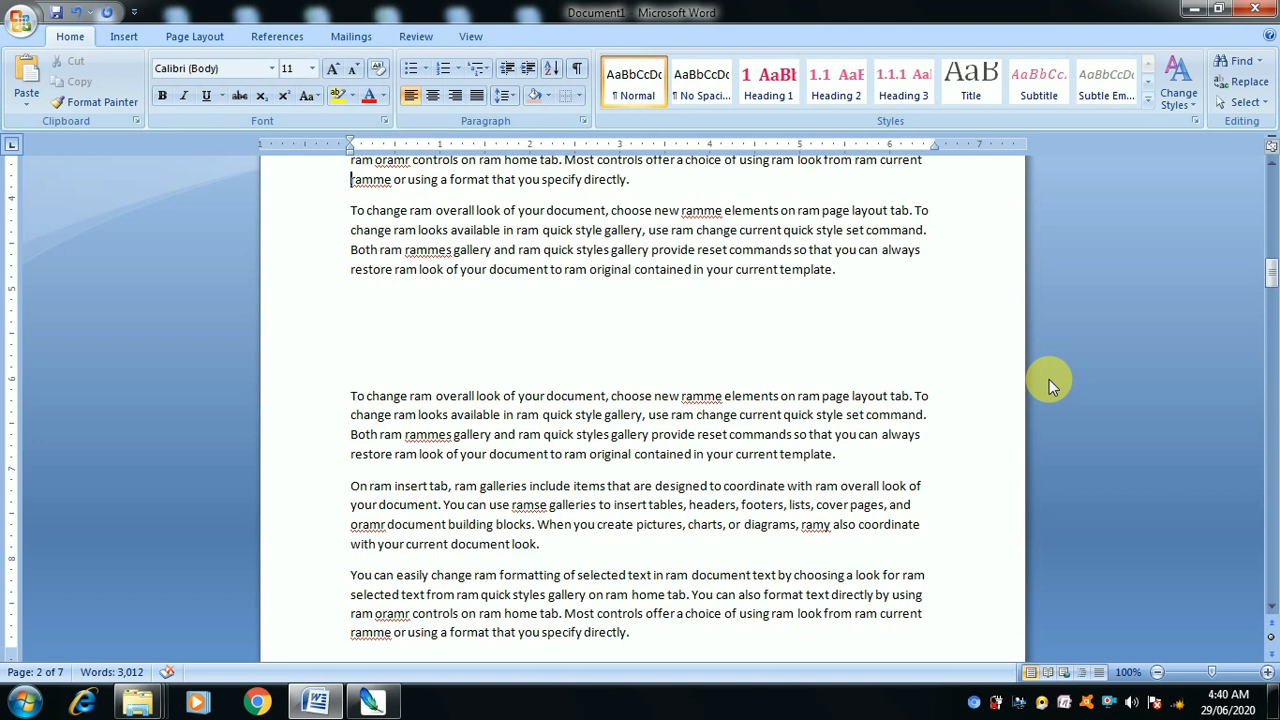 Document1 - Microsoft Word
Home Insert Page Layout References Mailings Review View
Paste
Cut
Copy
Format Painter
Clipboard
Calibri (Body) 11
Font
Paragraph
AaBbCcDc AaBbCcDc 1 AaBb 1.1 AaB 1.1.1 AaBb AaB AaBbCc. AaBbCcDc
¶ Normal ¶ No Spaci... Heading 1 Heading 2 Heading 3 Title Subtitle Subtle Em...
Change Styles
Styles
Find
Replace
Select
Editing
1 1 2 3 4 5 6 7
ram oramr controls on ram home tab. Most controls offer a choice of using ram look from ram current
ramme or using a format that you specify directly.
To change ram overall look of your document, choose new ramme elements on ram page layout tab. To
change ram looks available in ram quick style gallery, use ram change current quick style set command.
Both ram rammes gallery and ram quick styles gallery provide reset commands so that you can always
restore ram look of your document to ram original contained in your current template.
To change ram overall look of your document, choose new ramme elements on ram page layout tab. To
change ram looks available in ram quick style gallery, use ram change current quick style set command.
Both ram rammes gallery and ram quick styles gallery provide reset commands so that you can always
restore ram look of your document to ram original contained in your current template.
On ram insert tab, ram galleries include items that are designed to coordinate with ram overall look of
your document. You can use ramse galleries to insert tables, headers, footers, lists, cover pages, and
oramr document building blocks. When you create pictures, charts, or diagrams, ramy also coordinate
with your current document look.
You can easily change ram formatting of selected text in ram document text by choosing a look for ram
selected text from ram quick styles gallery on ram home tab. You can also format text directly by using
ram oramr controls on ram home tab. Most controls offer a choice of using ram look from ram current
ramme or using a format that you specify directly.
4
5
6
7
8
Page: 2 of 7 Words: 3,012 100%
4:40 AM
29/06/2020